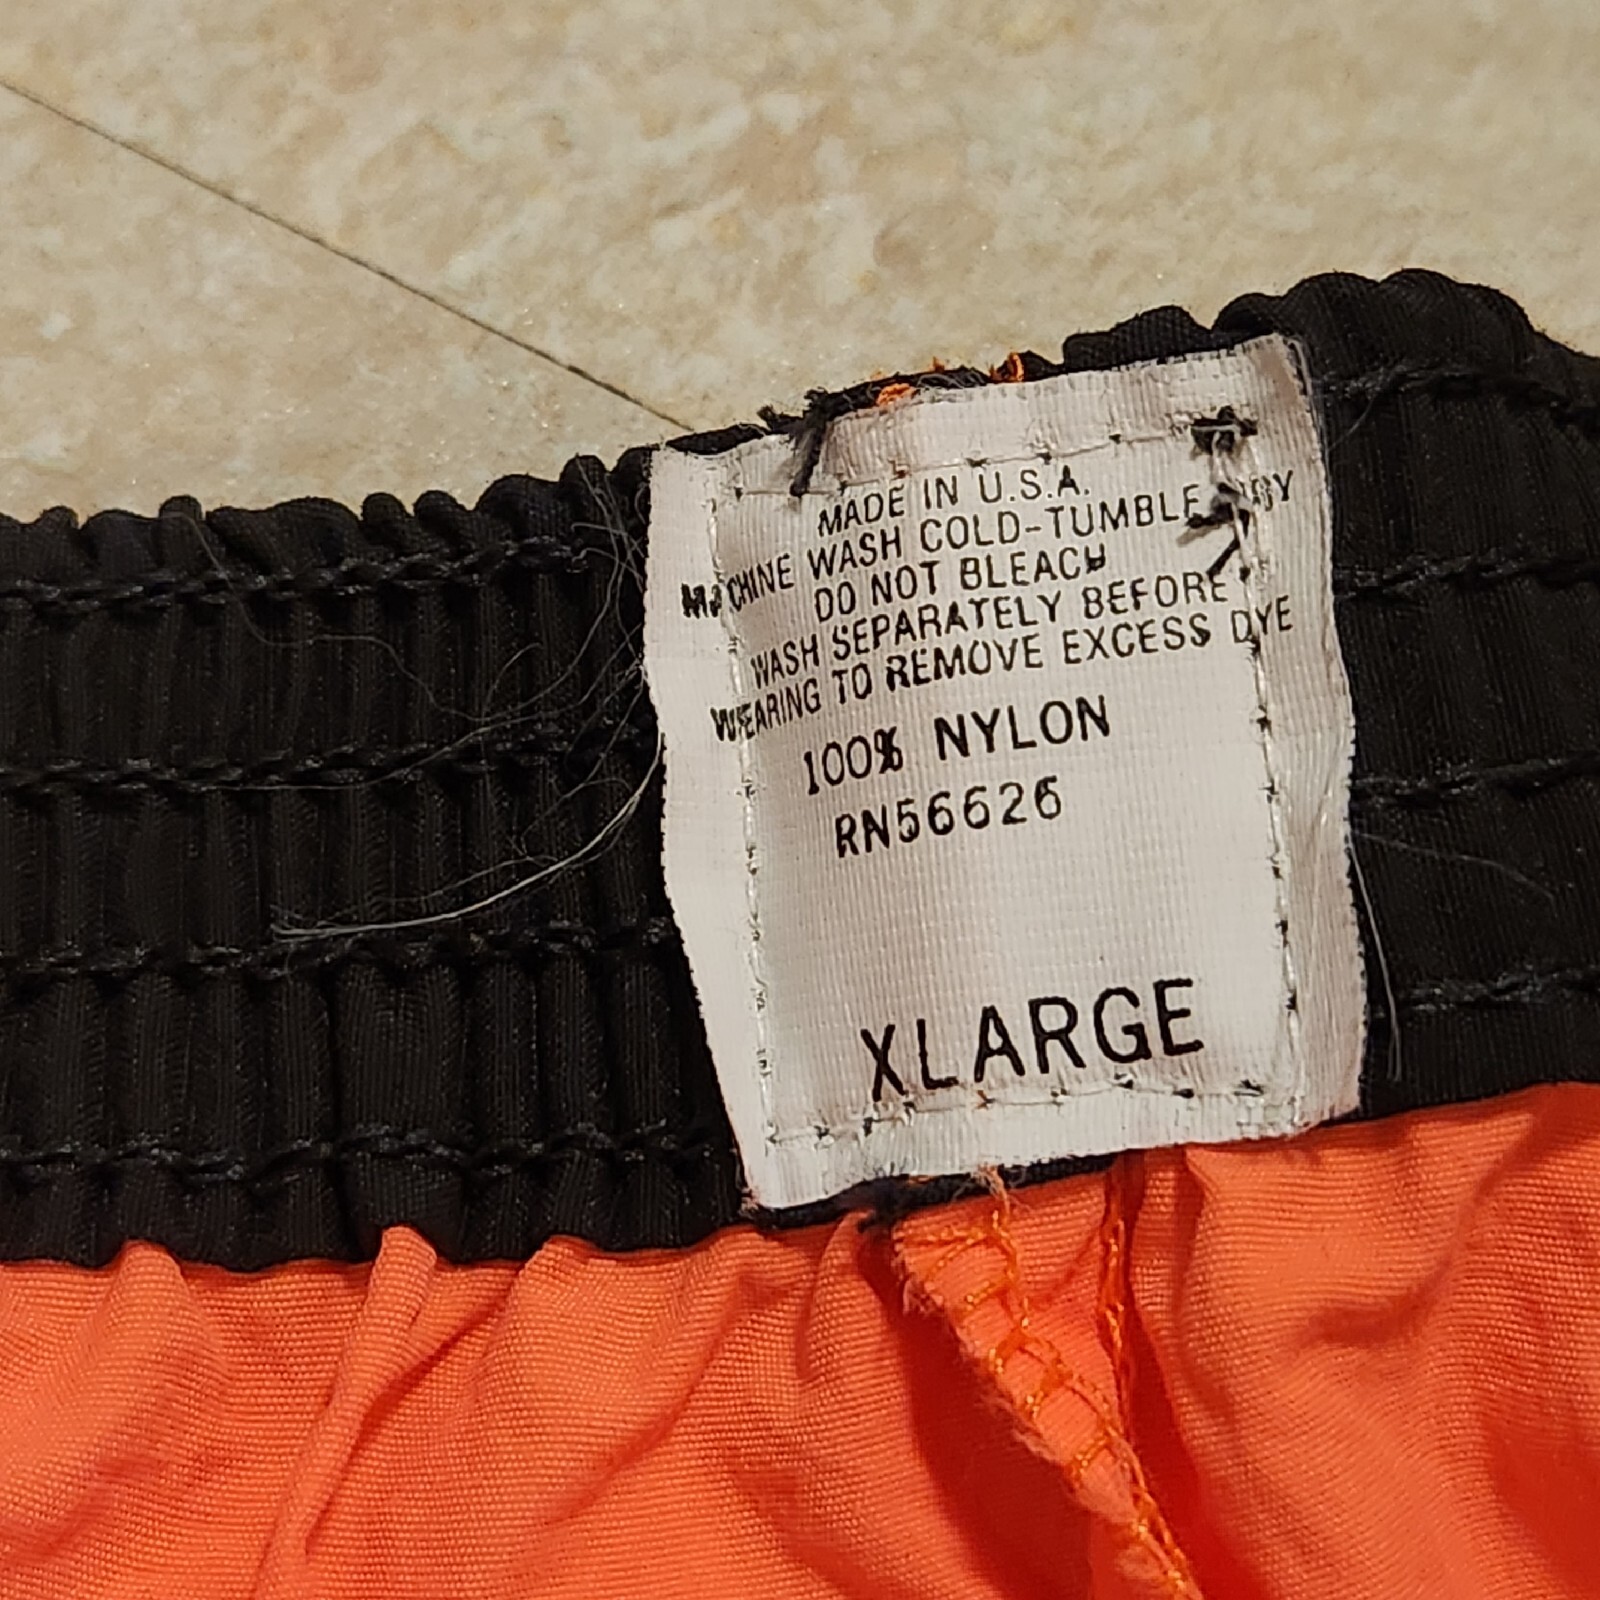 MADE IN U.S.A.
MACHINE WASH COLD-TUMBLE DRY
DO NOT BLEACH
WASH SEPARATELY BEFORE
WEARING TO REMOVE EXCESS DYE
100% NYLON
RN56626
XLARGE